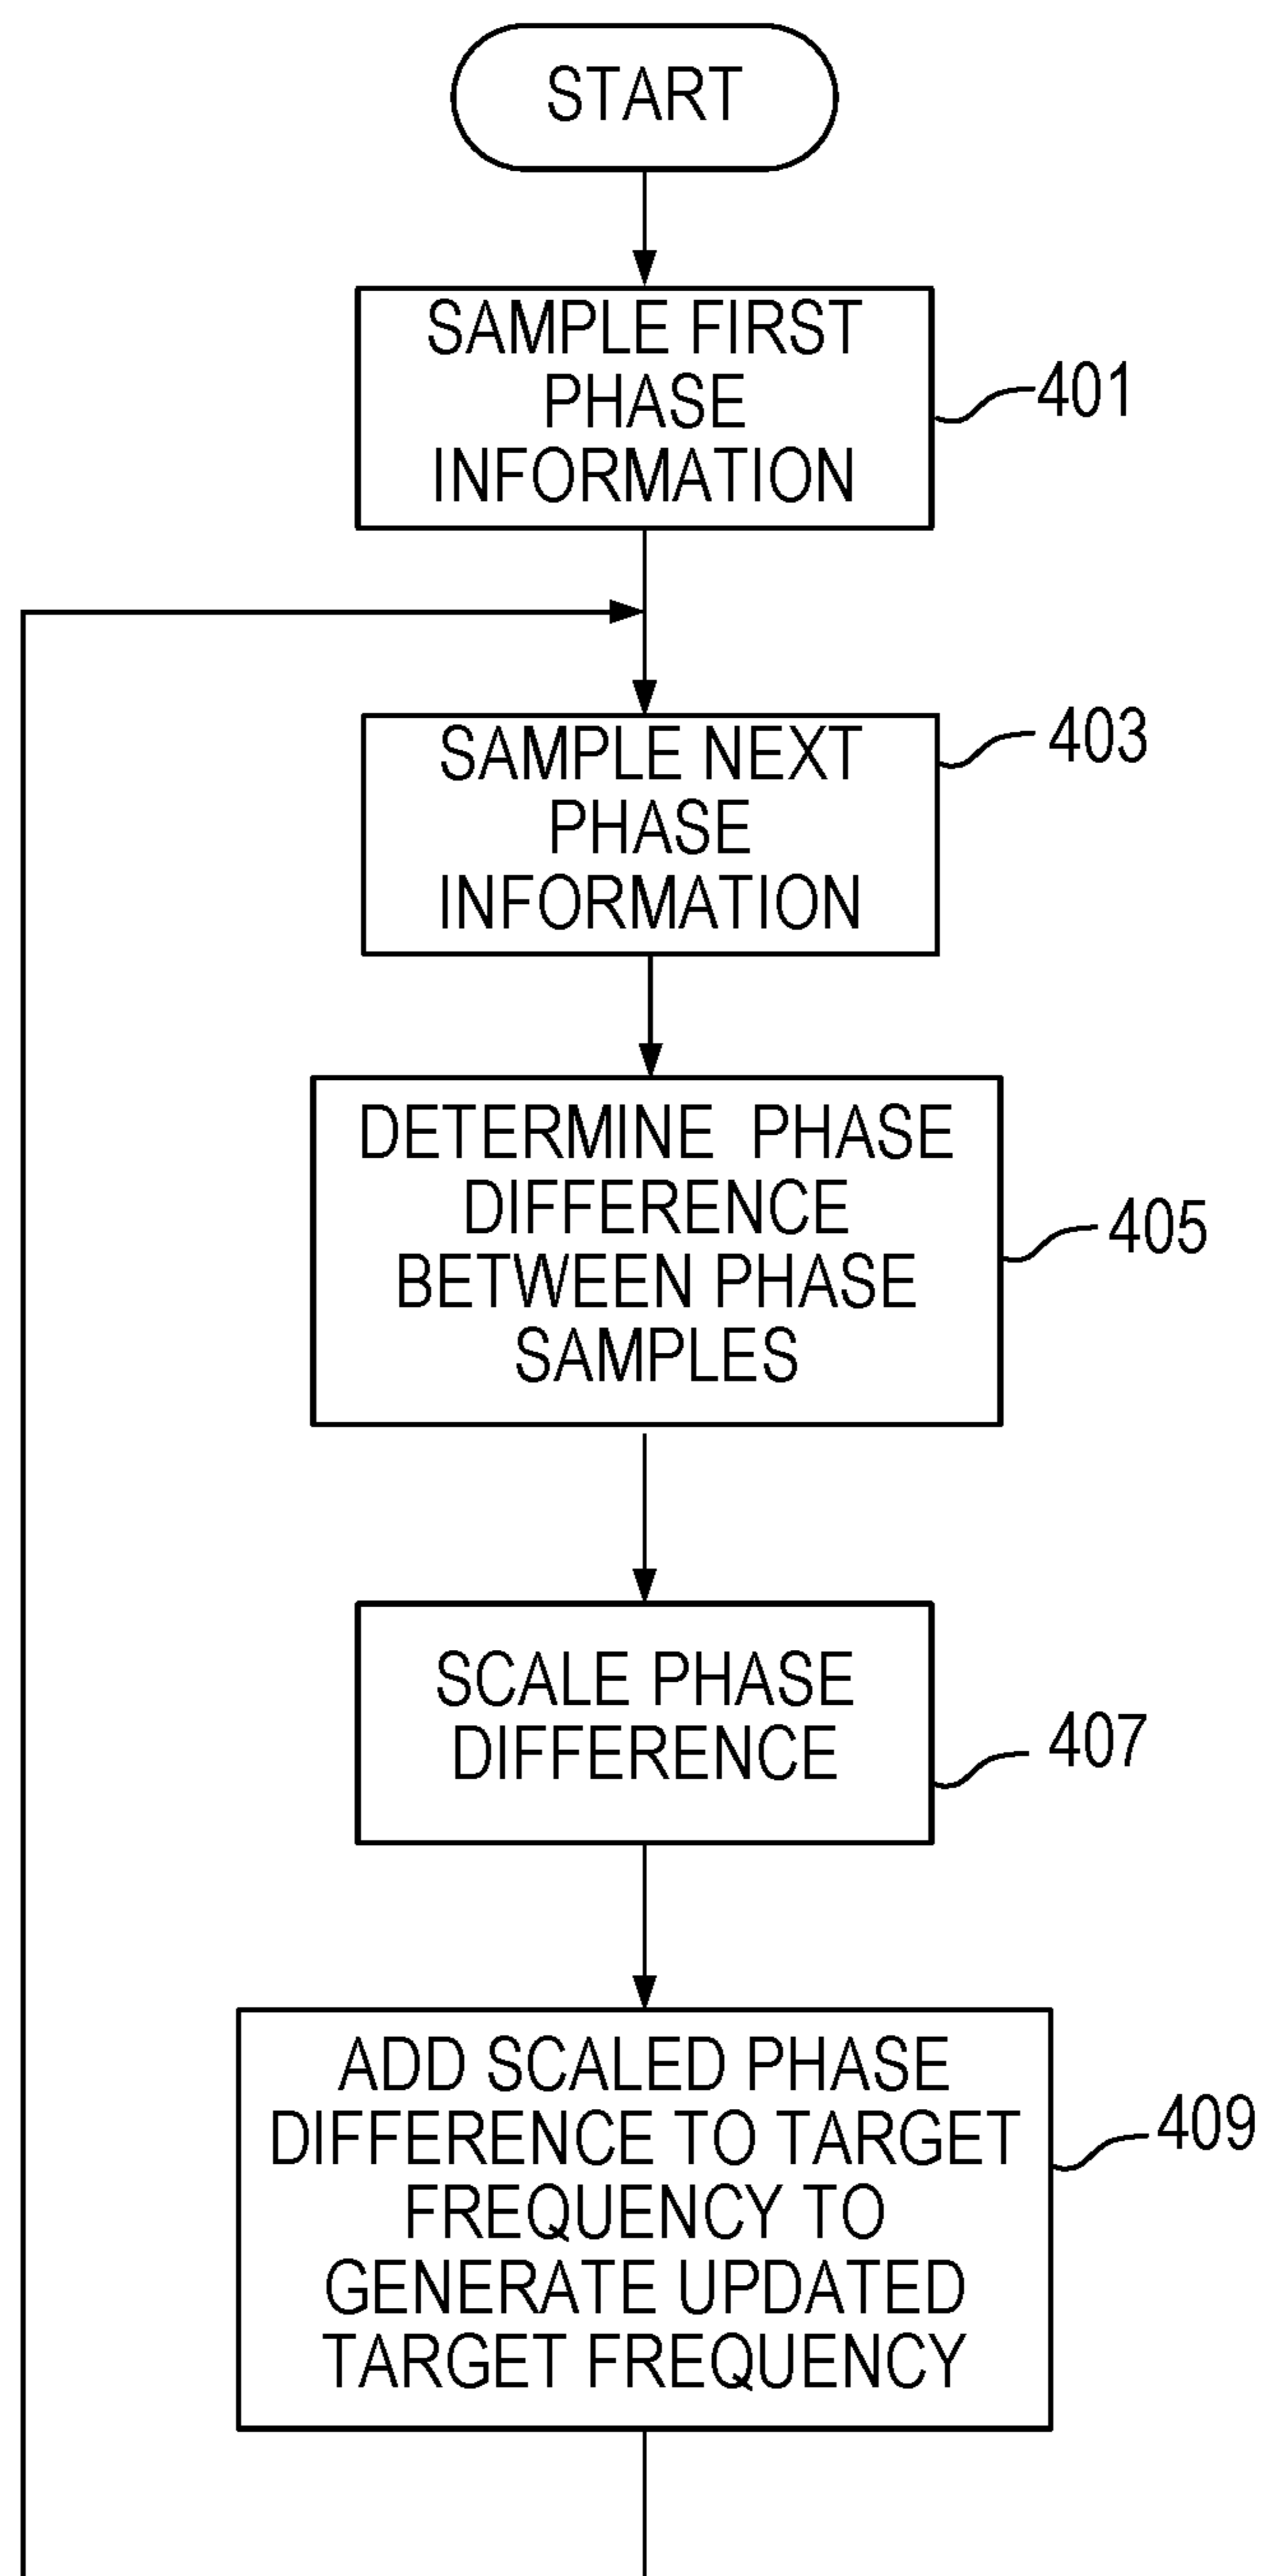 START
SAMPLE FIRST
PHASE
INFORMATION
401
SAMPLE NEXT
PHASE
INFORMATION
403
DETERMINE PHASE
DIFFERENCE
BETWEEN PHASE
SAMPLES
405
SCALE PHASE
DIFFERENCE
407
ADD SCALED PHASE
DIFFERENCE TO TARGET
FREQUENCY TO
GENERATE UPDATED
TARGET FREQUENCY
409